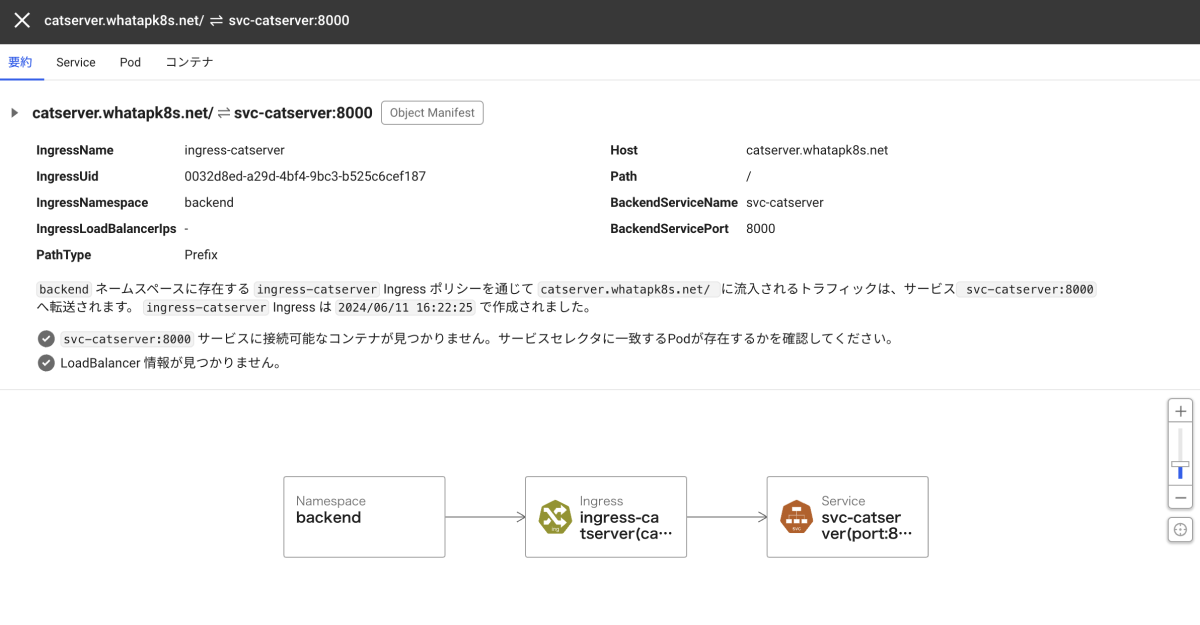 catserver.whatapk8s.net/ ⇌ svc-catserver:8000
要約 Service Pod コンテナ
catserver.whatapk8s.net/ ⇌ svc-catserver:8000 Object Manifest
IngressName ingress-catserver Host catserver.whatapk8s.net
IngressUid 0032d8ed-a29d-4bf4-9bc3-b525c6cef187 Path /
IngressNamespace backend BackendServiceName svc-catserver
IngressLoadBalancerIps - BackendServicePort 8000
PathType Prefix
backend ネームスペースに存在する ingress-catserver Ingress ポリシーを通じて catserver.whatapk8s.net/ に流入されるトラフィックは、サービス svc-catserver:8000
へ転送されます。 ingress-catserver Ingress は 2024/06/11 16:22:25 で作成されました。
svc-catserver:8000 サービスに接続可能なコンテナが見つかりません。サービスセレクタに一致するPodが存在するかを確認してください。
LoadBalancer 情報が見つかりません。
Namespace
backend
Ingress
ingress-ca
tserver(ca…
ing
Service
svc-catser
ver(port:8…
svc